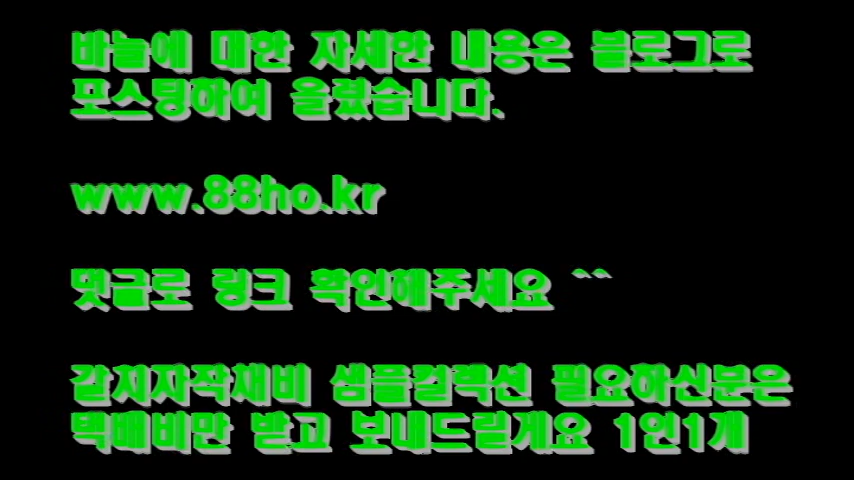 바늘에 대한 자세한 내용은 블로그로
포스팅하여 올렸습니다.
www.88ho.kr
댓글로 링크 확인해주세요 ^^
갈치자작채비 샘플컬렉션 필요하신분은
택배비만 받고 보내드릴게요 1인1개